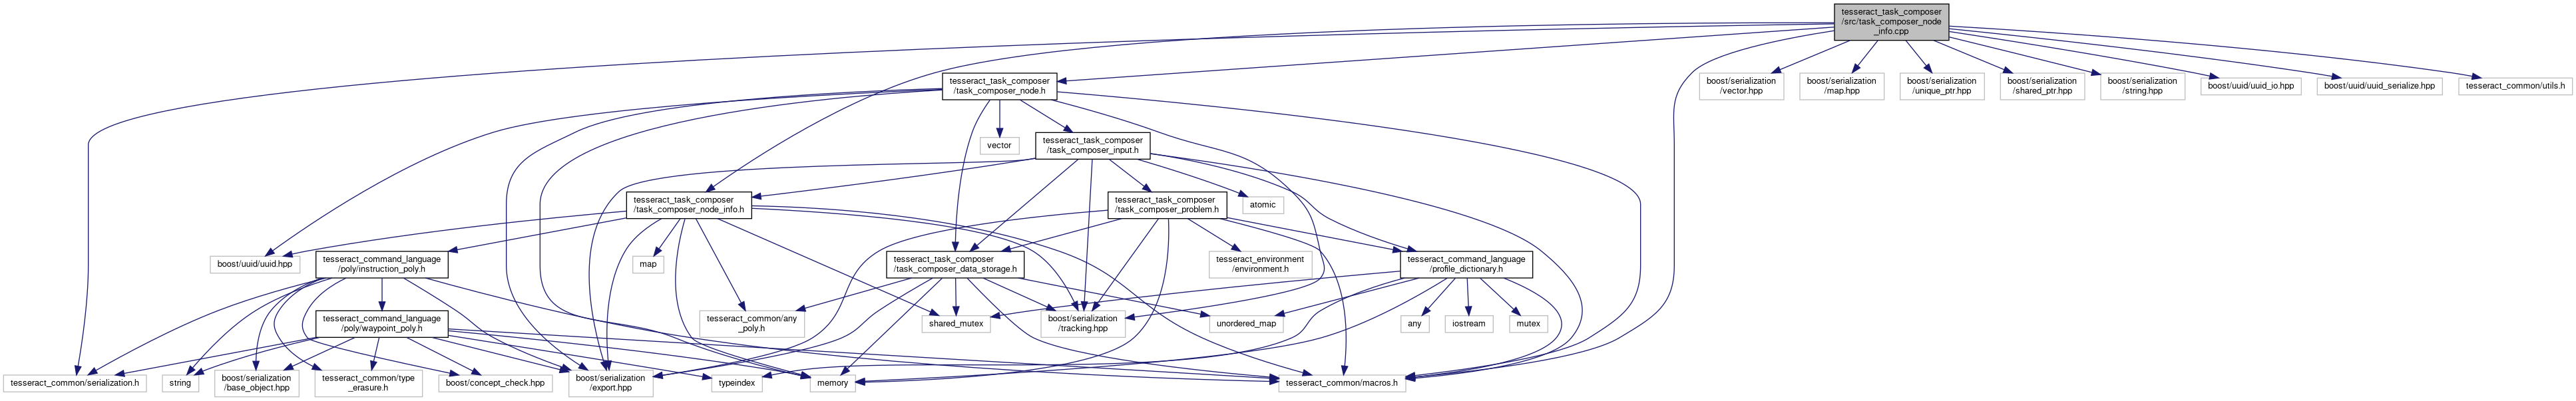 tesseract_task_composer
/src/task_composer_node
_info.cpp
tesseract_task_composer
/task_composer_node.h
boost/serialization
/vector.hpp
boost/serialization
/map.hpp
boost/serialization
/unique_ptr.hpp
boost/serialization
/shared_ptr.hpp
boost/serialization
/string.hpp
boost/uuid/uuid_io.hpp
boost/uuid/uuid_serialize.hpp
tesseract_common/utils.h
vector
tesseract_task_composer
/task_composer_input.h
tesseract_task_composer
/task_composer_node_info.h
tesseract_task_composer
/task_composer_problem.h
atomic
boost/uuid/uuid.hpp
tesseract_command_language
/poly/instruction_poly.h
map
tesseract_task_composer
/task_composer_data_storage.h
tesseract_environment
/environment.h
tesseract_command_language
/profile_dictionary.h
tesseract_command_language
/poly/waypoint_poly.h
tesseract_common/any
_poly.h
shared_mutex
boost/serialization
/tracking.hpp
unordered_map
any
iostream
mutex
tesseract_common/serialization.h
string
boost/serialization
/base_object.hpp
tesseract_common/type
_erasure.h
boost/concept_check.hpp
boost/serialization
/export.hpp
typeindex
memory
tesseract_common/macros.h